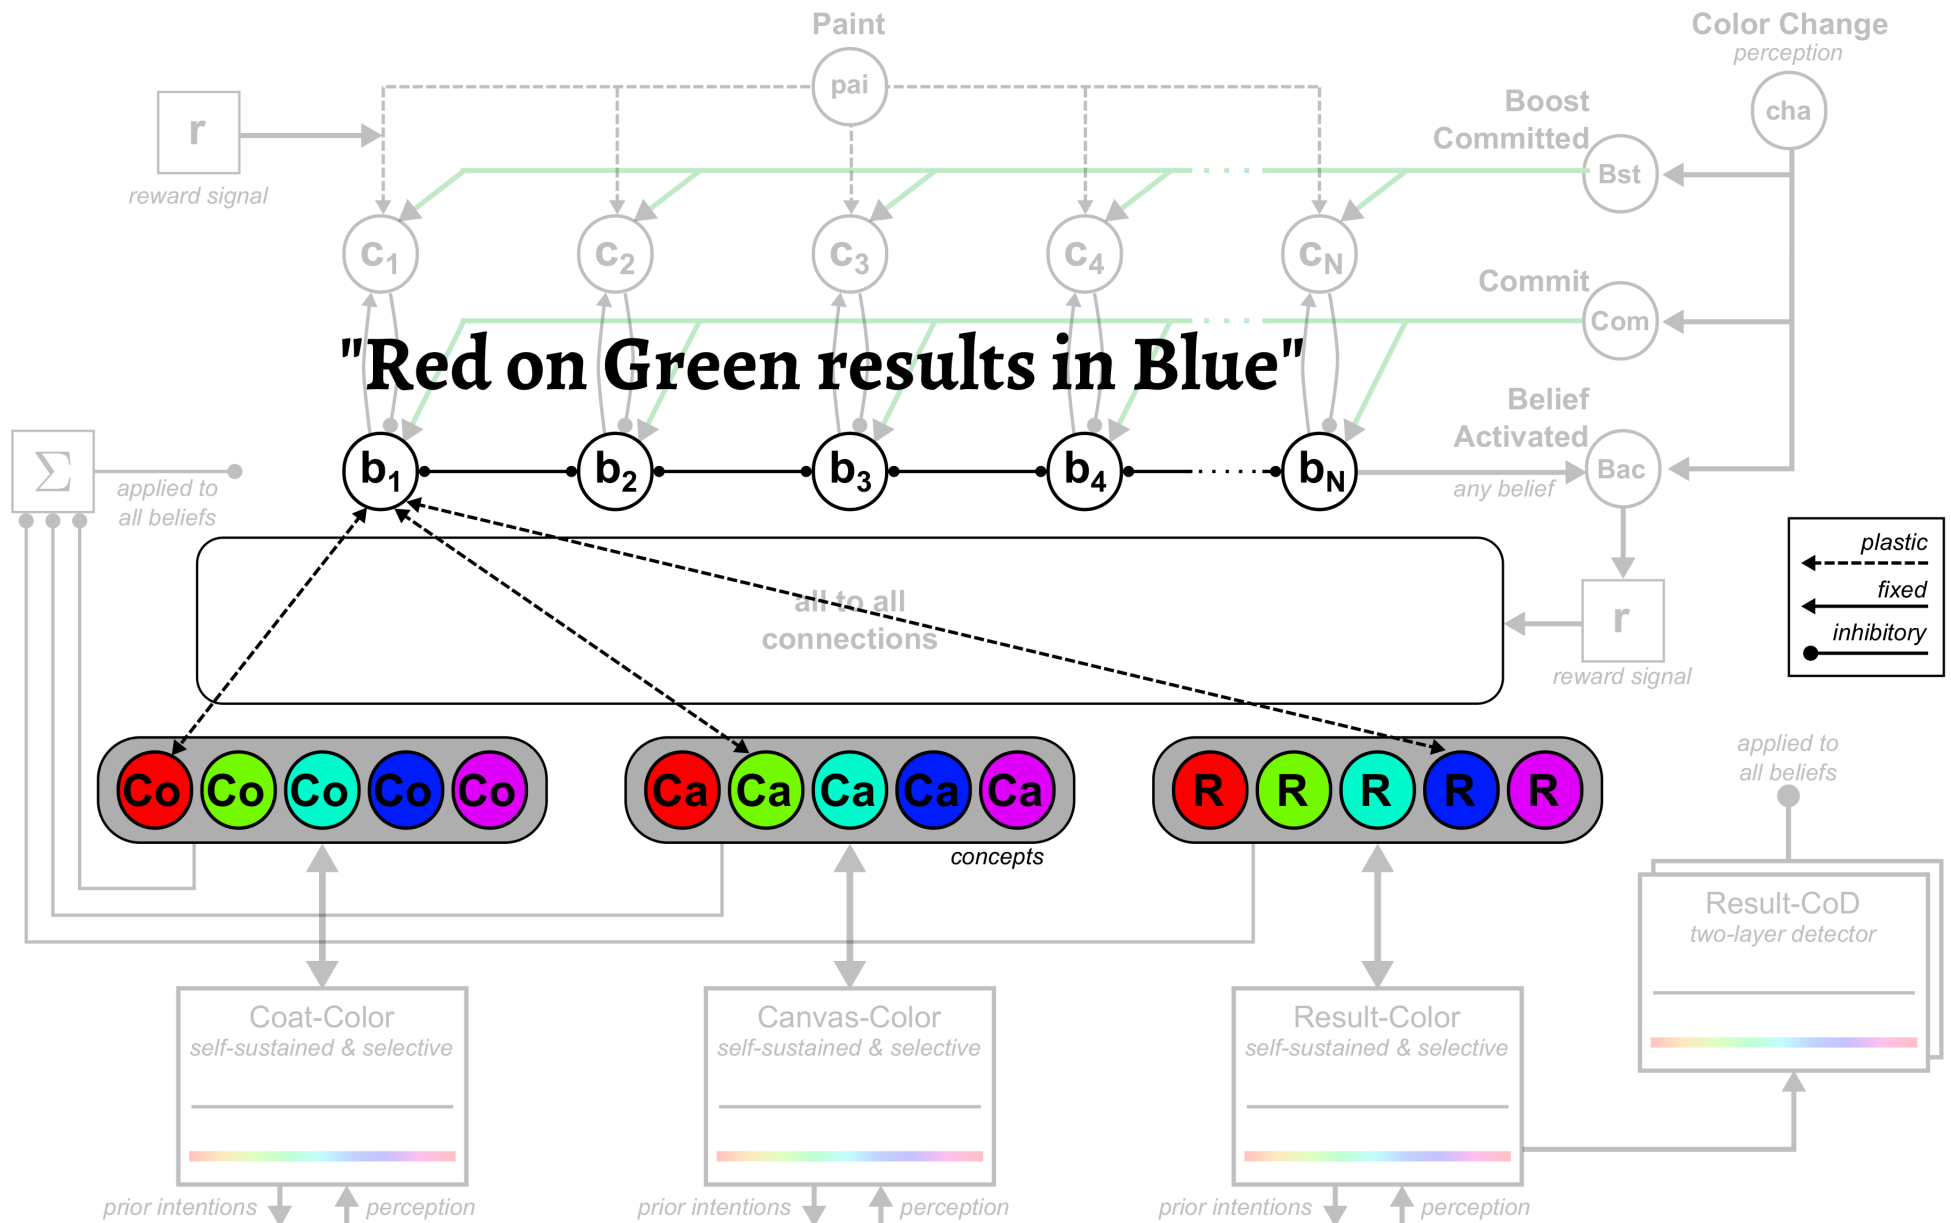 Paint
Color Change
perception
pai
cha
r
reward signal
Boost
Committed
Bst
c1
c2
c3
c4
cN
Commit
Com
"Red on Green results in Blue"
Belief
Activated
Bac
Σ
applied to
all beliefs
b1
b2
b3
b4
bN
any belief
plastic
fixed
inhibitory
all to all
connections
r
reward signal
Co Co Co Co Co
Ca Ca Ca Ca Ca
R R R R R
concepts
applied to
all beliefs
Result-CoD
two-layer detector
Coat-Color
self-sustained & selective
Canvas-Color
self-sustained & selective
Result-Color
self-sustained & selective
prior intentions
perception
prior intentions
perception
prior intentions
perception